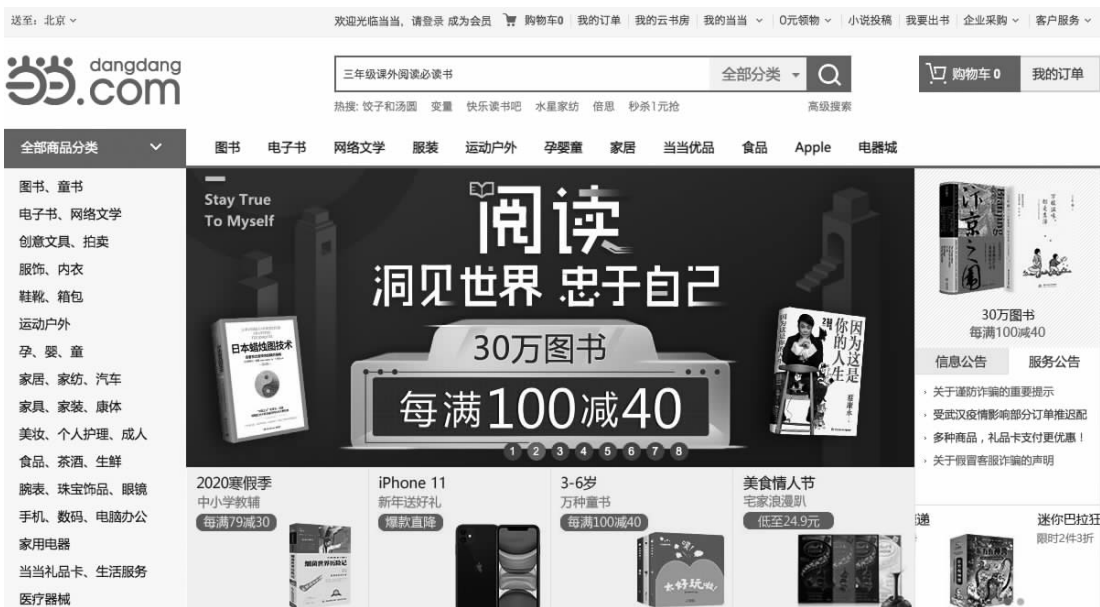 送至：北京
欢迎光临当当，请登录 成为会员 购物车0 我的订单 我的云书房 我的当当 0元领物 小说投稿 我要出书 企业采购 客户服务
当当 dangdang
.com
三年级课外阅读必读书 全部分类
购物车 0 我的订单
热搜: 饺子和汤圆 变量 快乐读书吧 水星家纺 倍思 秒杀1元抢 高级搜索
全部商品分类 图书 电子书 网络文学 服装 运动户外 孕婴童 家居 当当优品 食品 Apple 电器城
图书、童书
电子书、网络文学
创意文具、拍卖
服饰、内衣
鞋靴、箱包
运动户外
孕、婴、童
家居、家纺、汽车
家具、家装、康体
美妆、个人护理、成人
食品、茶酒、生鲜
腕表、珠宝饰品、眼镜
手机、数码、电脑办公
家用电器
当当礼品卡、生活服务
医疗器械
Stay True
To Myself
阅读
洞见世界 忠于自己
30万图书
每满100减40
日本蜡烛图技术
因为这是
你的人生
1 2 3 4 5 6 7 8
汴京之围
30万图书
每满100减40
信息公告 服务公告
关于谨防诈骗的重要提示
受武汉疫情影响部分订单推迟配
多种商品，礼品卡支付更优惠！
关于假冒客服诈骗的声明
2020寒假季
中小学教辅
每满79减30
细菌世界历险记
iPhone 11
新年送好礼
爆款直降
3-6岁
万种童书
每满100减40
太好玩啦!
美食情人节
宅家浪漫趴
低至24.9元
递
迷你巴拉狂
限时2件3折